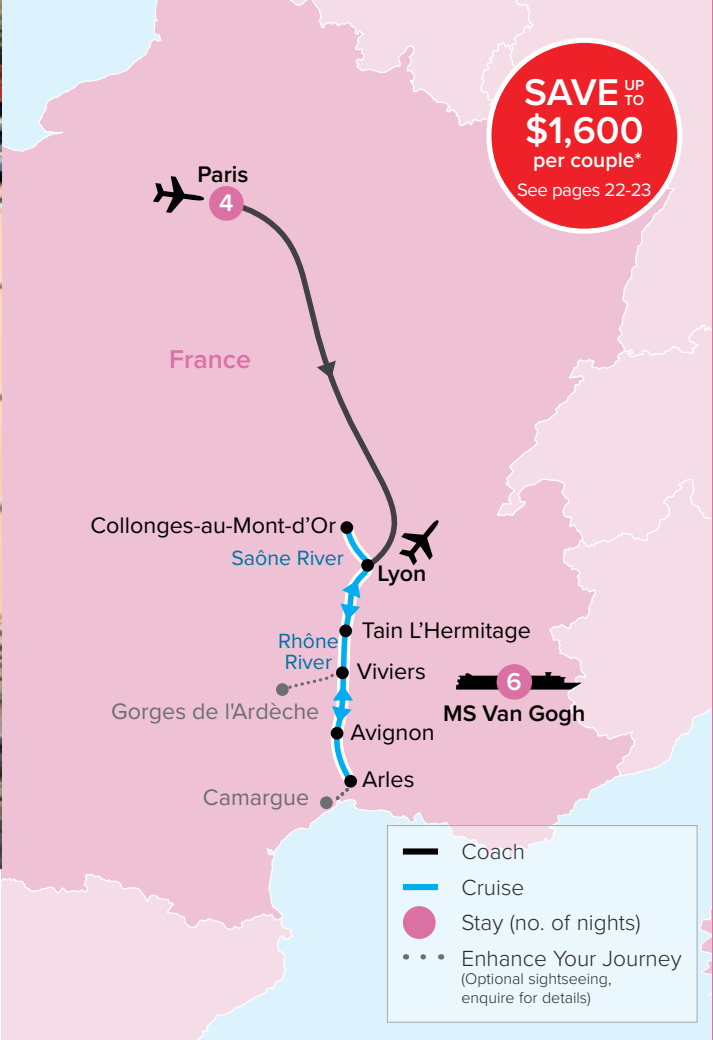 SAVE UP TO
$1,600
per couple*
See pages 22-23
Paris
4
France
Collonges-au-Mont-d'Or
Saône River
Lyon
Tain L'Hermitage
Rhône
River
Viviers
6
Gorges de l'Ardèche
MS Van Gogh
Avignon
Arles
Camargue
Coach
Cruise
Stay (no. of nights)
Enhance Your Journey
(Optional sightseeing,
enquire for details)